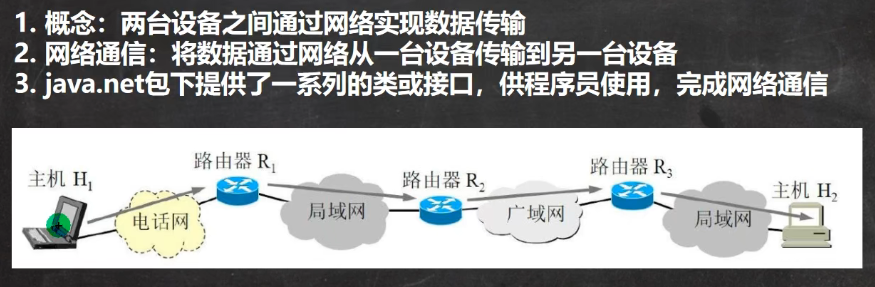 1. 概念：两台设备之间通过网络实现数据传输
2. 网络通信：将数据通过网络从一台设备传输到另一台设备
3. java.net包下提供了一系列的类或接口，供程序员使用，完成网络通信
主机 H₁
电话网
路由器 R₁
局域网
路由器 R₂
广域网
路由器 R₃
局域网
主机 H₂